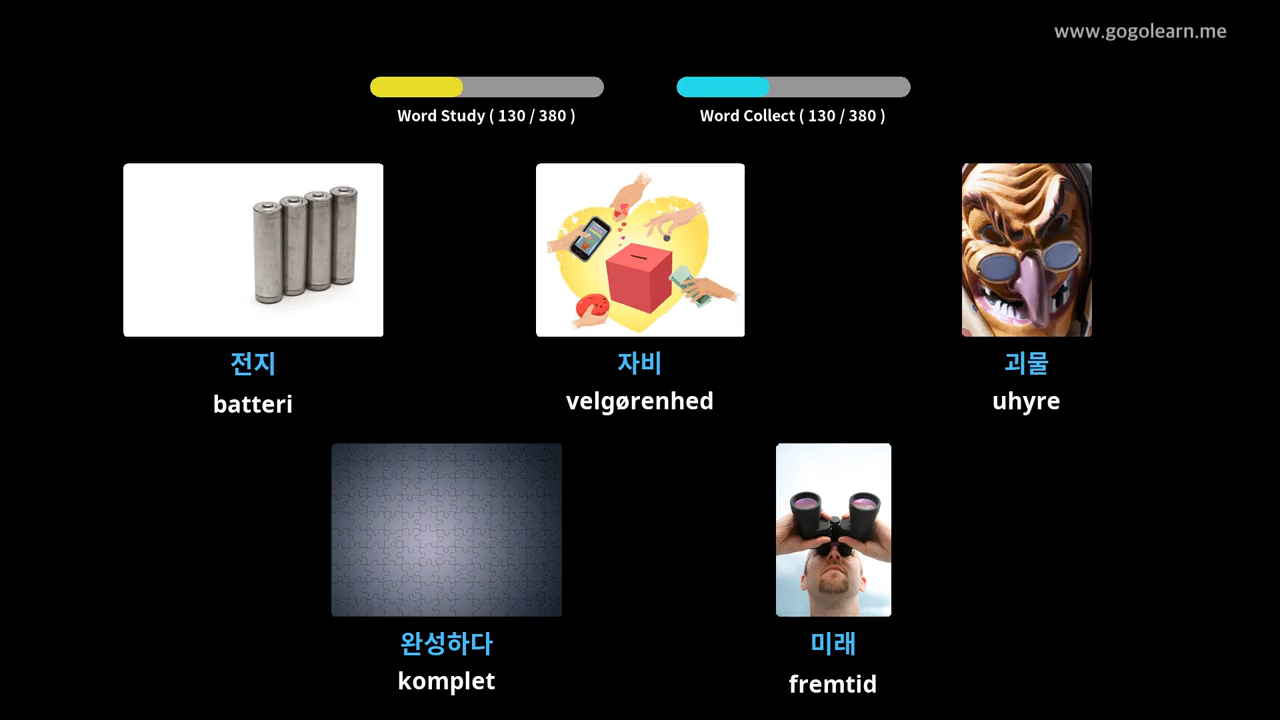 www.gogolearn.me
Word Study ( 130 / 380 )
Word Collect ( 130 / 380 )
전지
batteri
자비
velgørenhed
괴물
uhyre
완성하다
komplet
미래
fremtid